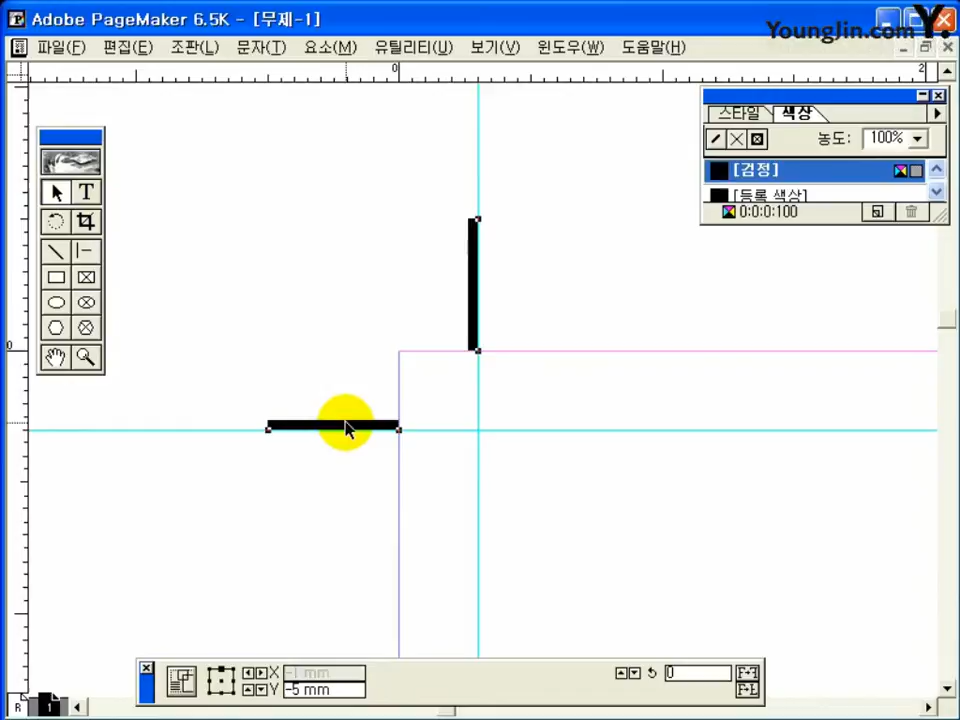 Adobe PageMaker 6.5K - [무제-1]
YoungJin.com Y.
파일(F) 편집(E) 조판(L) 문자(T) 요소(M) 유틸리티(U) 보기(V) 윈도우(W) 도움말(H)
0 2
스타일 색상
농도: 100%
[검정]
[등록 색상]
0:0:0:100
T
0
X -1 mm 0
Y -5 mm
R 1